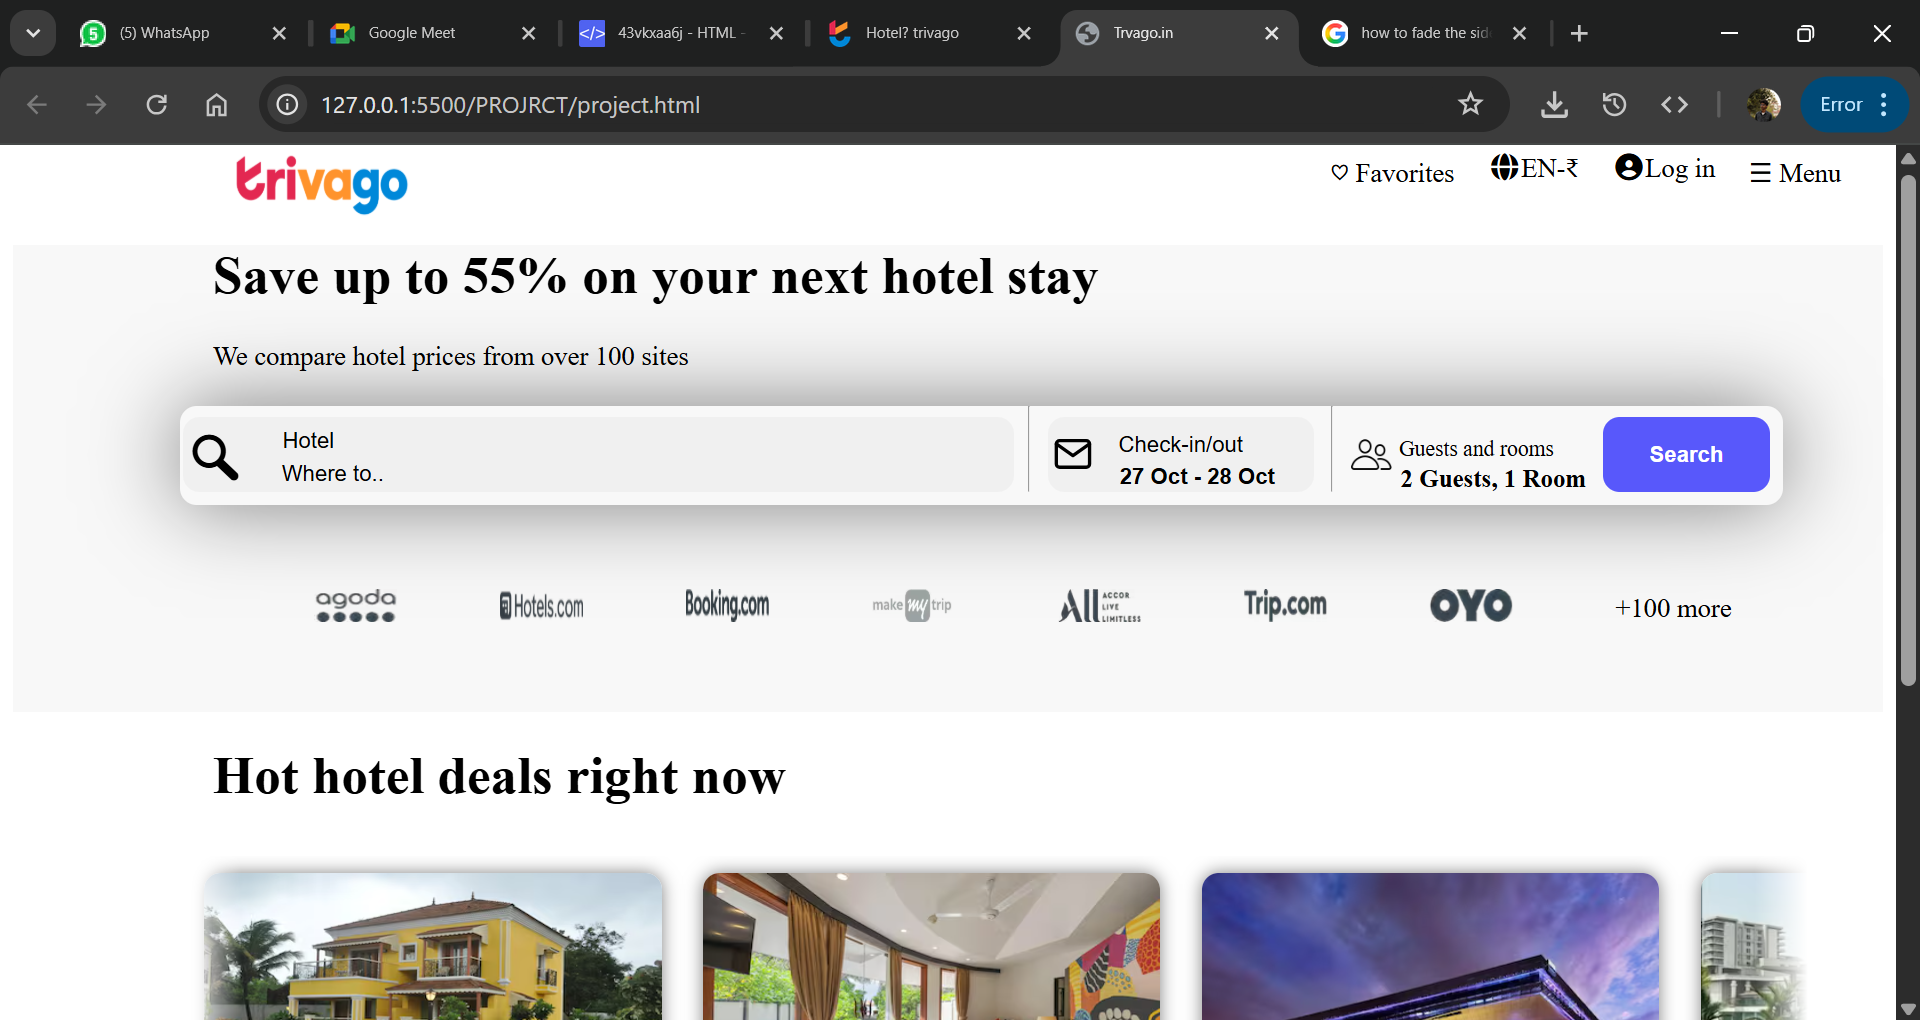 (5) WhatsApp
Google Meet
43vkxaa6j - HTML -
Hotel? trivago
Trvago.in
how to fade the sid
127.0.0.1:5500/PROJRCT/project.html
Error
trivago
♡ Favorites
EN-₹
Log in
☰ Menu
Save up to 55% on your next hotel stay
We compare hotel prices from over 100 sites
Hotel
Where to..
Check-in/out
27 Oct - 28 Oct
Guests and rooms
2 Guests, 1 Room
Search
agoda
Hotels.com
Booking.com
make my trip
ALL ACCOR LIVE LIMITLESS
Trip.com
OYO
+100 more
Hot hotel deals right now